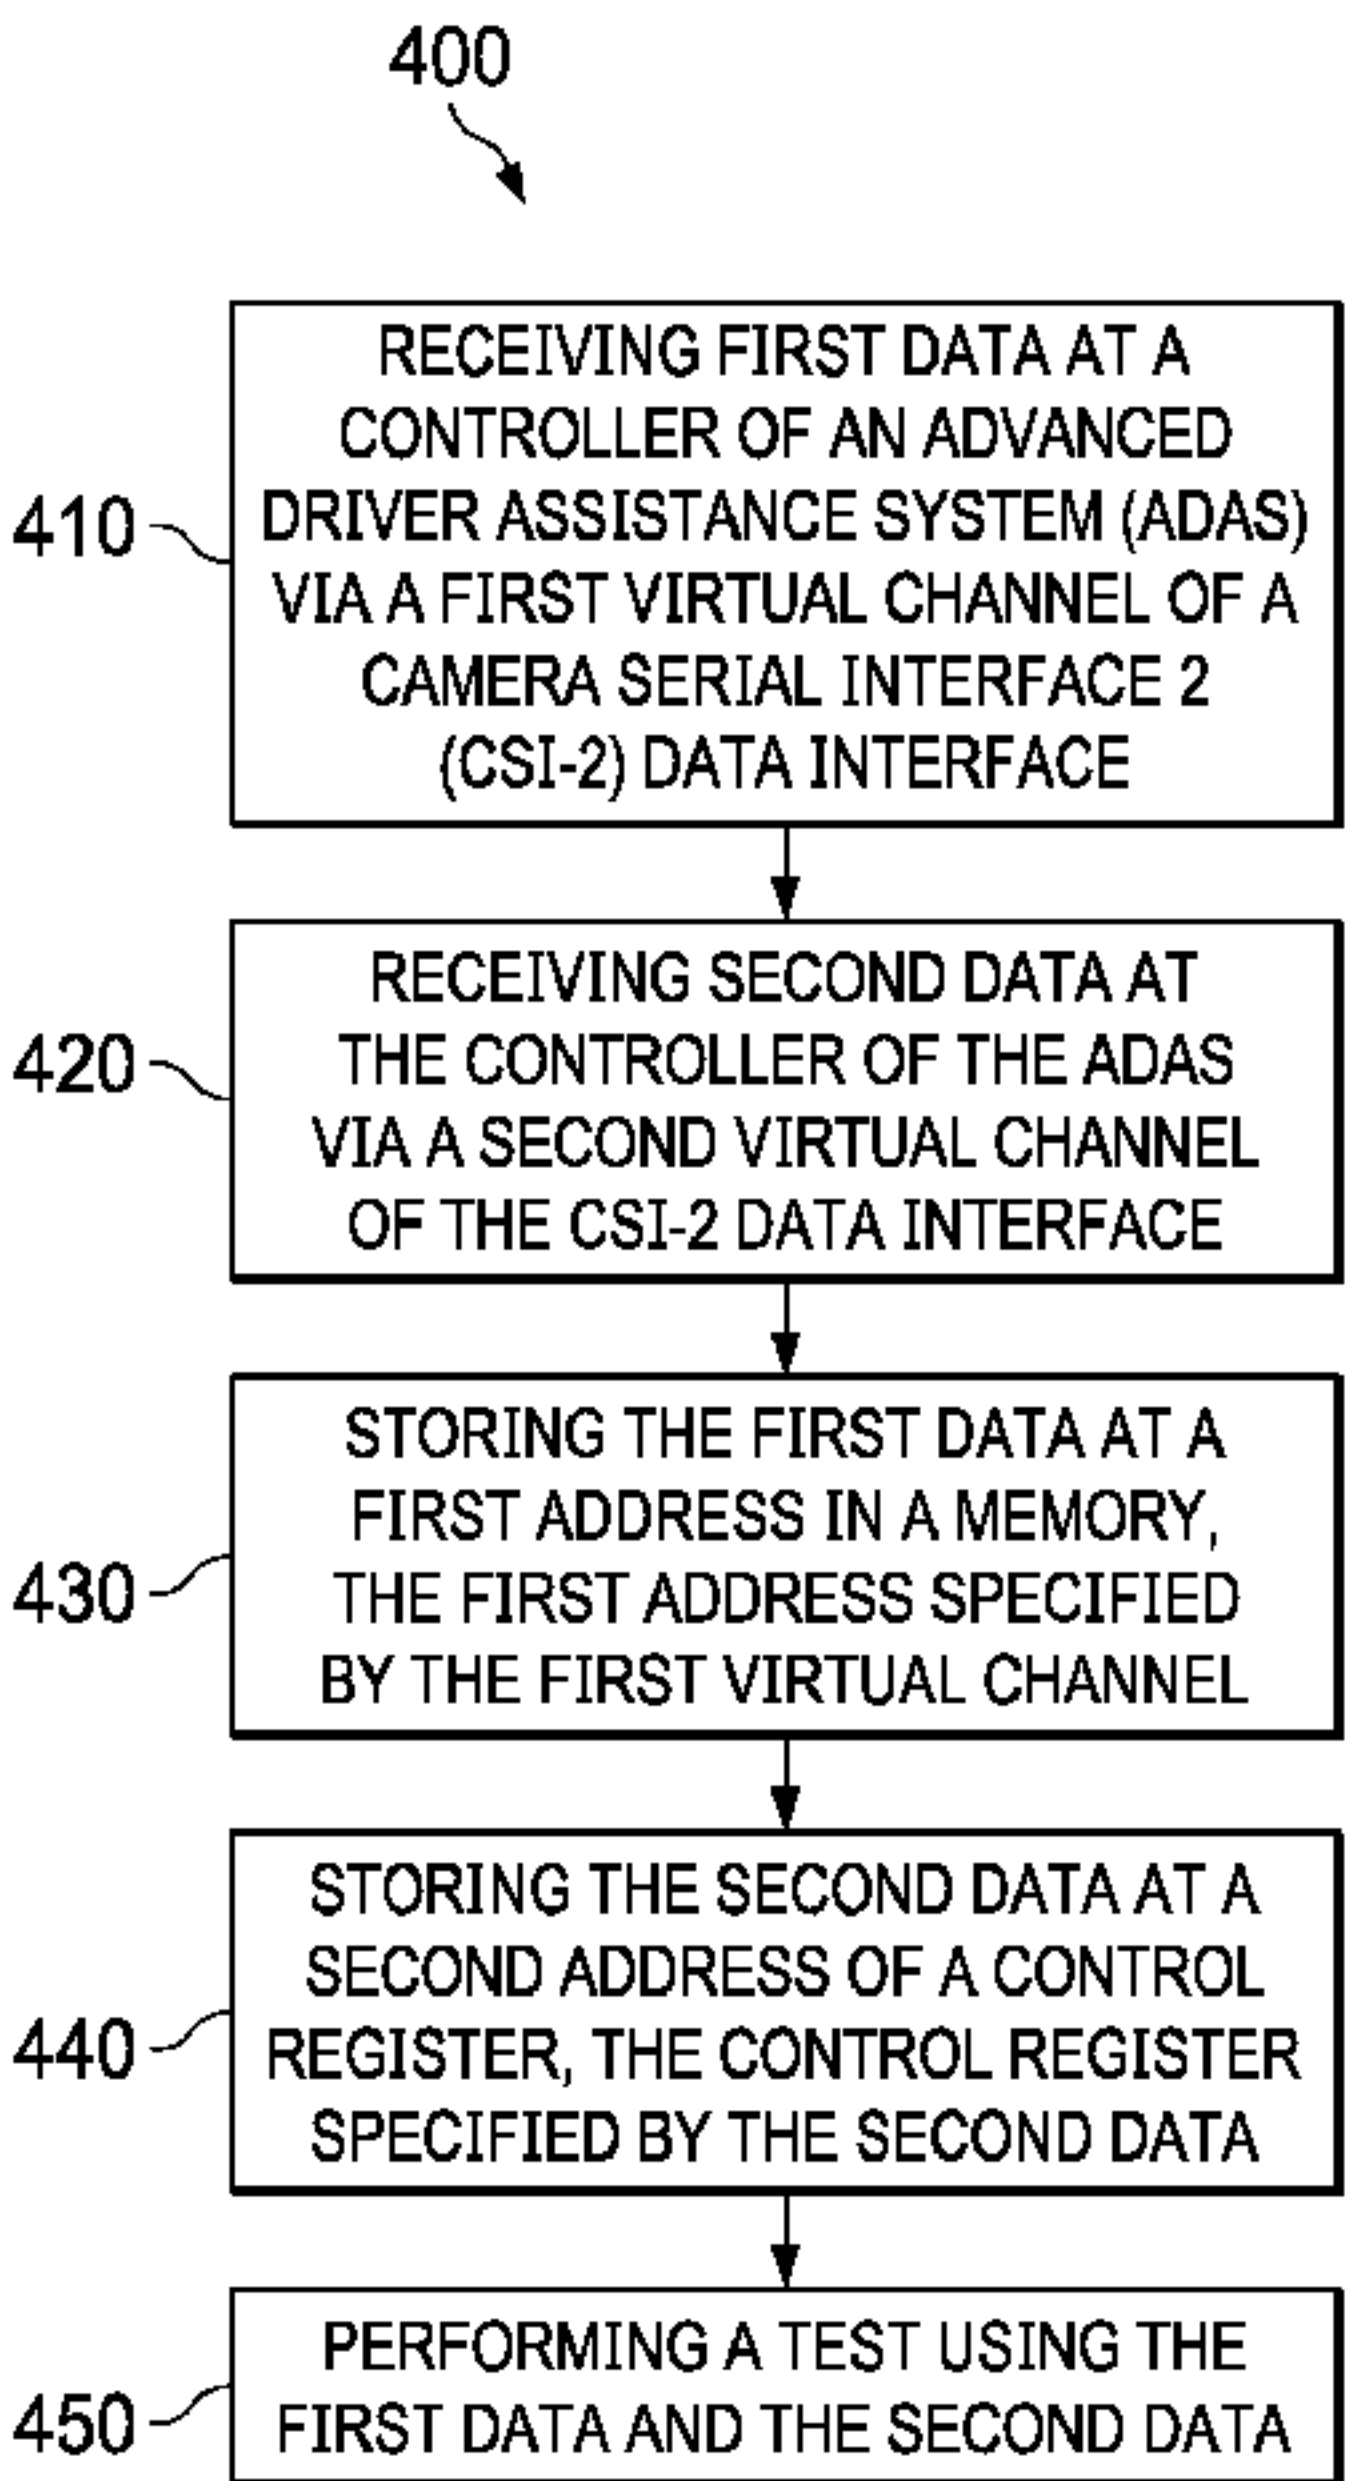 400
410
RECEIVING FIRST DATA AT A
CONTROLLER OF AN ADVANCED
DRIVER ASSISTANCE SYSTEM (ADAS)
VIA A FIRST VIRTUAL CHANNEL OF A
CAMERA SERIAL INTERFACE 2
(CSI-2) DATA INTERFACE
420
RECEIVING SECOND DATA AT
THE CONTROLLER OF THE ADAS
VIA A SECOND VIRTUAL CHANNEL
OF THE CSI-2 DATA INTERFACE
430
STORING THE FIRST DATA AT A
FIRST ADDRESS IN A MEMORY,
THE FIRST ADDRESS SPECIFIED
BY THE FIRST VIRTUAL CHANNEL
440
STORING THE SECOND DATA AT A
SECOND ADDRESS OF A CONTROL
REGISTER, THE CONTROL REGISTER
SPECIFIED BY THE SECOND DATA
450
PERFORMING A TEST USING THE
FIRST DATA AND THE SECOND DATA